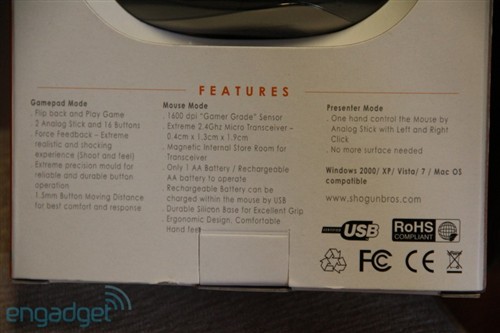 FEATURES
Gamepad Mode
. Flip back and Play Game
2 Analog Stick and 16 Buttons
. Force Feedback – Extreme
realistic and shocking
experience (Shoot and feel)
Extreme precision mould for
reliable and durable button
operation
. 1.5mm Button Moving Distance
for best comfort and response
Mouse Mode
. 1600 dpi "Gamer Grade" Sensor
Extreme 2.4Ghz Micro Transceiver –
0.4cm x 1.3cm x 1.9cm
. Magnetic Internal Store Room for
Transceiver
. Only 1 AA Battery / Rechargeable
AA battery to operate
Rechargeable Battery can be
charged within the mouse by USB
. Durable Silicon Base for Excellent Grip
. Ergonomic Design, Comfortable
Hand feel
Presenter Mode
. One hand control the Mouse by
Analog Stick with Left and Right
Click
. No more surface needed
Windows 2000/ XP/ Vista/ 7 / Mac OS
compatible
www.shogunbros.com
USB
RoHS
COMPLIANT
FC CE
engadget